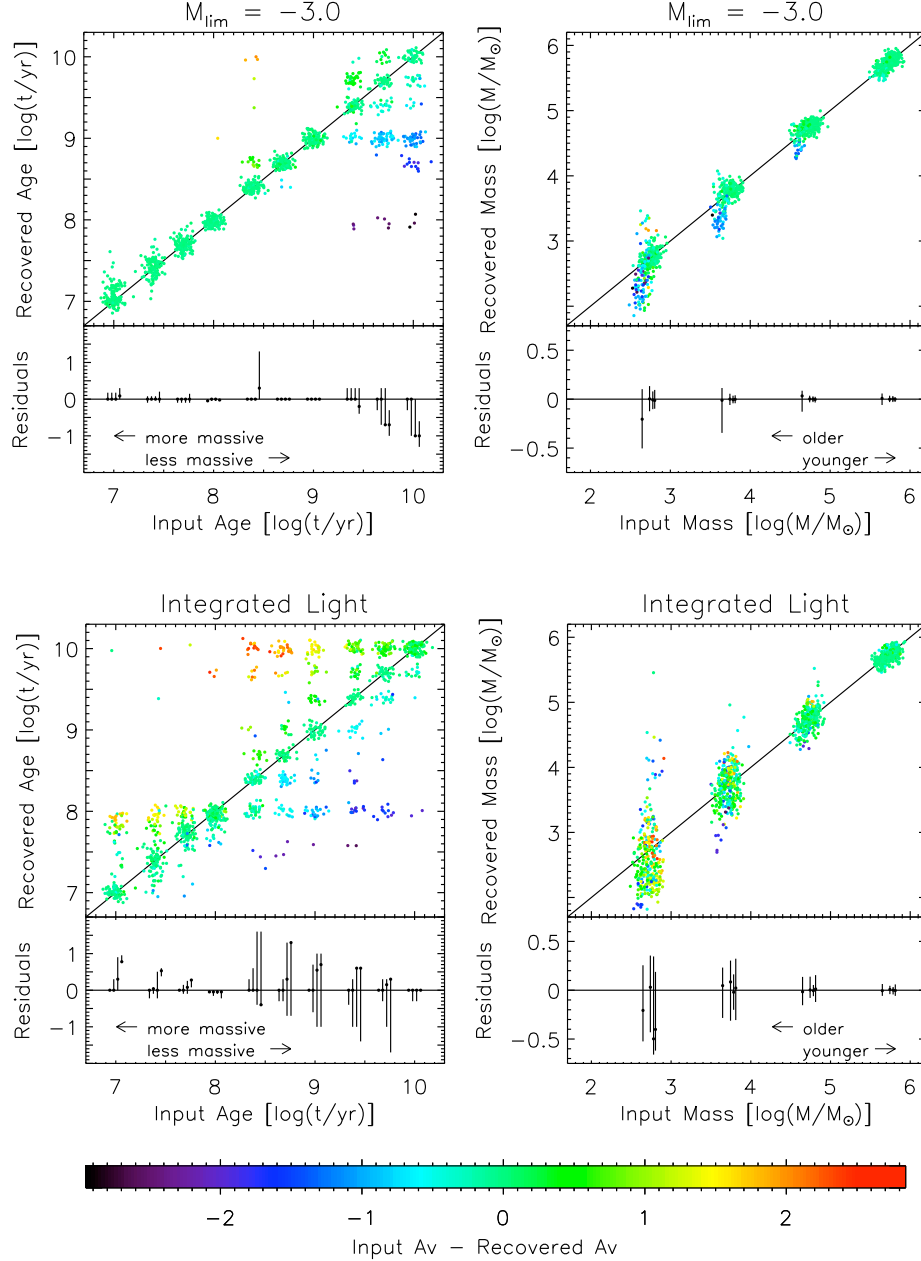 M_lim = −3.0
M_lim = −3.0
Recovered Age [log(t/yr)]
10
9
8
7
Recovered Mass [log(M/M⊙)]
6
5
4
3
Residuals
1
0
−1
← more massive
less massive →
Residuals
0.5
0
−0.5
← older
younger →
7 8 9 10
Input Age [log(t/yr)]
2 3 4 5 6
Input Mass [log(M/M⊙)]
Integrated Light
Integrated Light
Recovered Age [log(t/yr)]
10
9
8
7
Recovered Mass [log(M/M⊙)]
6
5
4
3
Residuals
1
0
−1
← more massive
less massive →
Residuals
0.5
0
−0.5
← older
younger →
7 8 9 10
Input Age [log(t/yr)]
2 3 4 5 6
Input Mass [log(M/M⊙)]
−2 −1 0 1 2
Input Av − Recovered Av